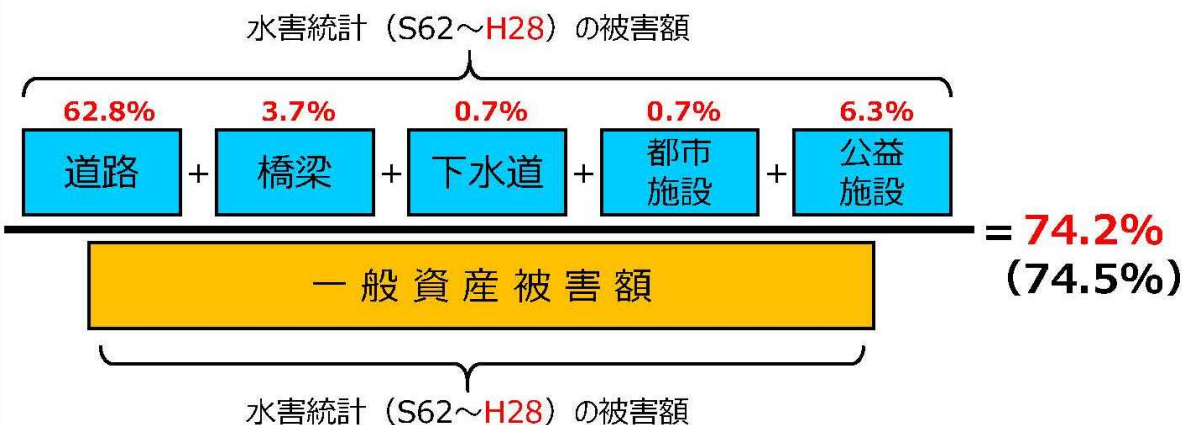 水害統計（S62～H28）の被害額
62.8% 3.7% 0.7% 0.7% 6.3%
道路 + 橋梁 + 下水道 + 都市 + 公益
施設 施設
= 74.2%
(74.5%)
一般資産被害額
水害統計（S62～H28）の被害額